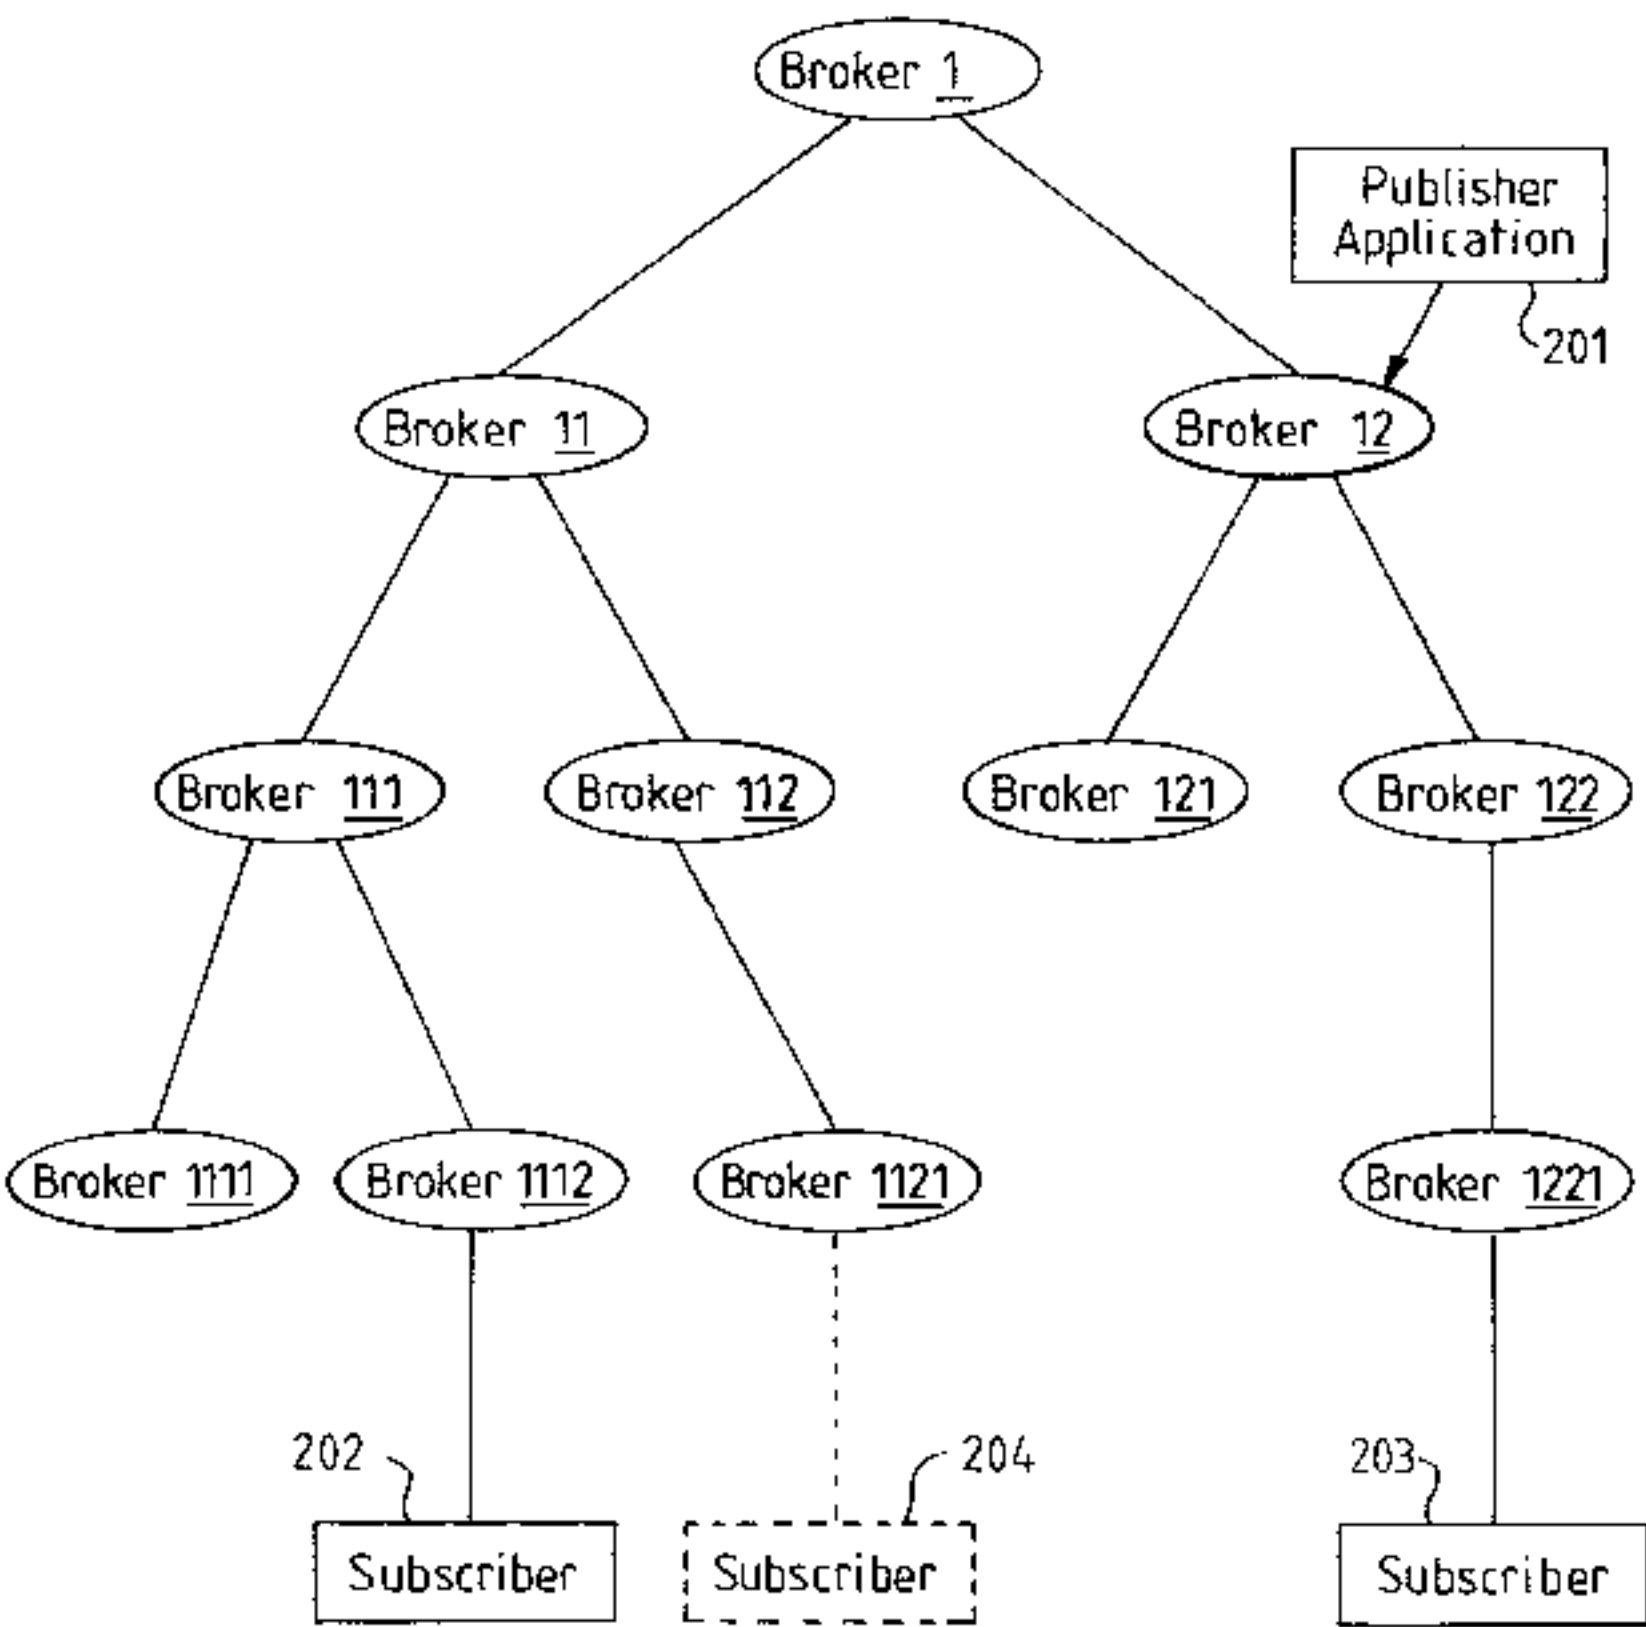 Broker 1
Publisher
Application
201
Broker 11
Broker 12
Broker 111
Broker 112
Broker 121
Broker 122
Broker 1111
Broker 1112
Broker 1121
Broker 1221
202
204
203
Subscriber
Subscriber
Subscriber